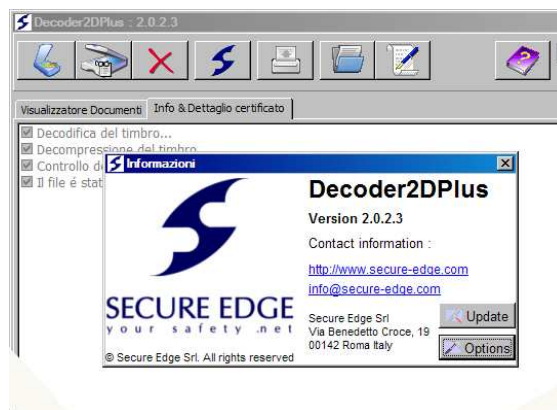 Decoder2DPlus : 2.0.2.3
Visualizzatore Documenti
Info & Dettaglio certificato
Decodifica del timbro...
Decompressione del timbro
Controllo
Il file é
Informazioni
Decoder2DPlus
Version 2.0.2.3
Contact information :
http://www.secure-edge.com
info@secure-edge.com
SECURE EDGE
your safety .net
Secure Edge Srl
Via Benedetto Croce, 19
00142 Roma Italy
Update
Options
© Secure Edge Srl. All rights reserved